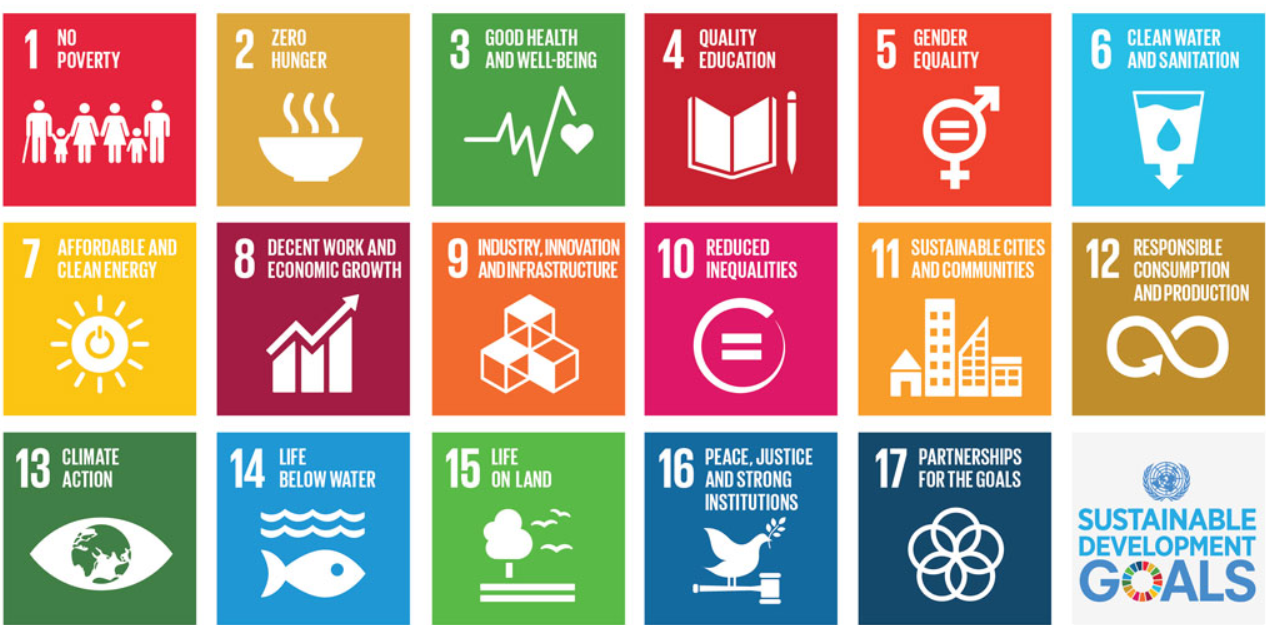 1 NO
POVERTY
2 ZERO
HUNGER
3 GOOD HEALTH
AND WELL-BEING
4 QUALITY
EDUCATION
5 GENDER
EQUALITY
6 CLEAN WATER
AND SANITATION
7 AFFORDABLE AND
CLEAN ENERGY
8 DECENT WORK AND
ECONOMIC GROWTH
9 INDUSTRY, INNOVATION
AND INFRASTRUCTURE
10 REDUCED
INEQUALITIES
11 SUSTAINABLE CITIES
AND COMMUNITIES
12 RESPONSIBLE
CONSUMPTION
AND PRODUCTION
13 CLIMATE
ACTION
14 LIFE
BELOW WATER
15 LIFE
ON LAND
16 PEACE, JUSTICE
AND STRONG
INSTITUTIONS
17 PARTNERSHIPS
FOR THE GOALS
SUSTAINABLE
DEVELOPMENT
GOALS